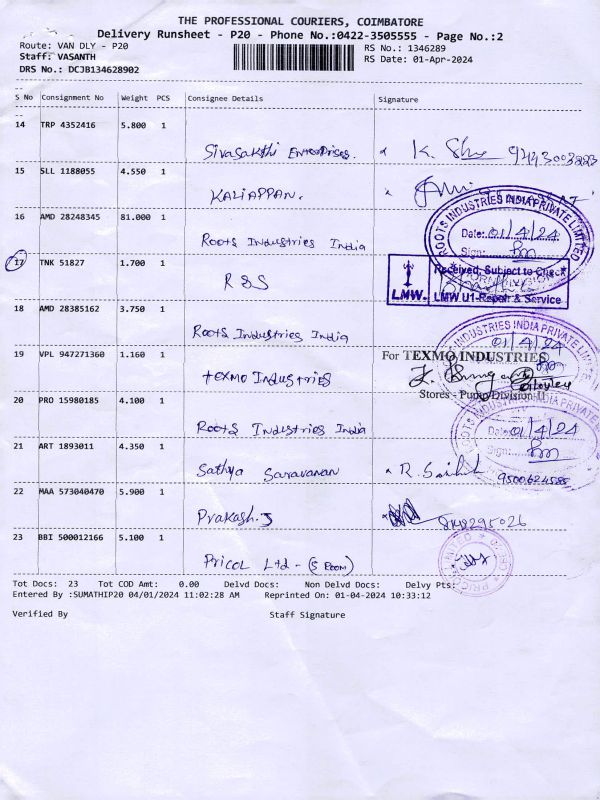 THE PROFESSIONAL COURIERS, COIMBATORE
Delivery Runsheet - P20 - Phone No.:0422-3505555 - Page No.:2
Route: VAN DLY - P20 RS No.: 1346289
Staff: VASANTH RS Date: 01-Apr-2024
DRS No.: DCJB134628902
S No Consignment No Weight PCS Consignee Details Signature
14 TRP 4352416 5.800 1
Sivasakthi Enterprises.
15 SLL 1188055 4.550 1
KALIAPPAN.
16 AMD 28248345 81.000 1
Roots Industries India
ROOTS INDUSTRIES INDIA PRIVATE LIMITED
Date: 01/4/24
Sign:
17 TNK 51827 1.700 1
R&S
Received, Subject to Check
LMW. LMW U1-Repair & Service
18 AMD 28385162 3.750 1
Roots Industries India
INDUSTRIES INDIA PRIVATE
01/4/24
19 VPL 947271360 1.160 1
For TEXMO INDUSTRIES
Texmo Industries
Stores - Pump Division II
20 PRO 15980185 4.100 1
Roots Industries India
Date: 01/4/24
21 ART 1893011 4.350 1
Sathya Saravanan
9500624585
22 MAA 573040470 5.900 1
Prakash.J
8148295026
23 BBI 500012166 5.100 1
Pricol Ltd -
Tot Docs: 23 Tot COD Amt: 0.00 Delvd Docs: Non Delvd Docs: Delvy Pts:
Entered By :SUMATHIP20 04/01/2024 11:02:28 AM Reprinted On: 01-04-2024 10:33:12
Verified By Staff Signature